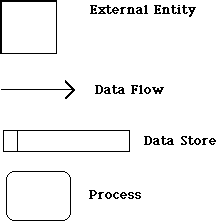 External Entity
Data Flow
Data Store
Process